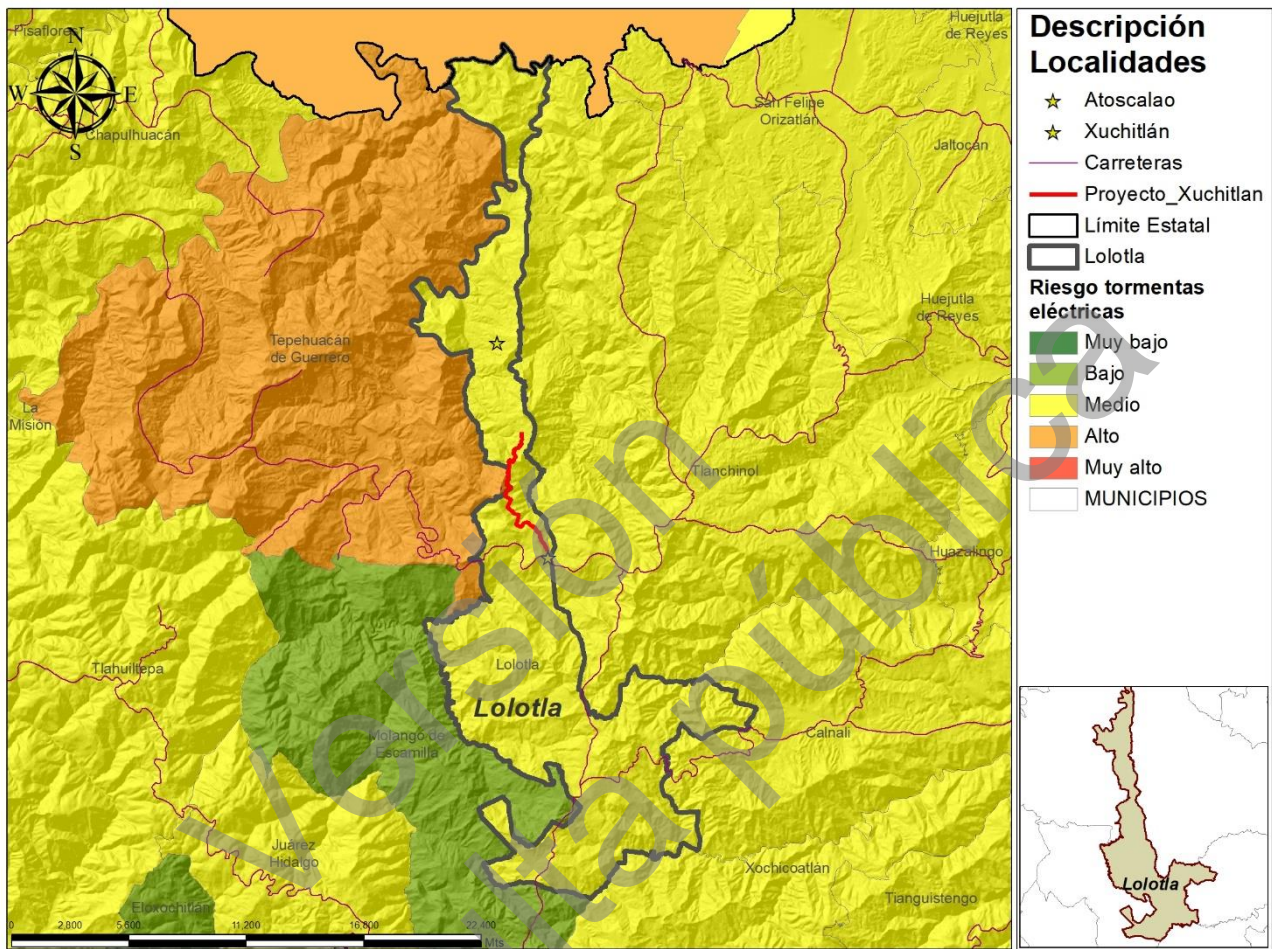 Pisaflores
N
W
E
S
Chapulhuacán
Huejutla
de Reyes
San Felipe
Orizatlán
Jaltocán
Tepehuacán
de Guerrero
Huejutla
de Reyes
La
Misión
Tlanchinol
Huazalingo
Tlahuiltepa
Lolotla
Lolotla
Molango de
Escamilla
Calnali
Juárez
Hidalgo
Xochicoatlán
Eloxochitlán
Tianguistengo
0 2,800 5,600 11,200 16,800 22,400
Mts
Versión
pública
Descripción
Localidades
Atoscalao
Xuchitlán
Carreteras
Proyecto_Xuchitlan
Límite Estatal
Lolotla
Riesgo tormentas
eléctricas
Muy bajo
Bajo
Medio
Alto
Muy alto
MUNICIPIOS
Lolotla